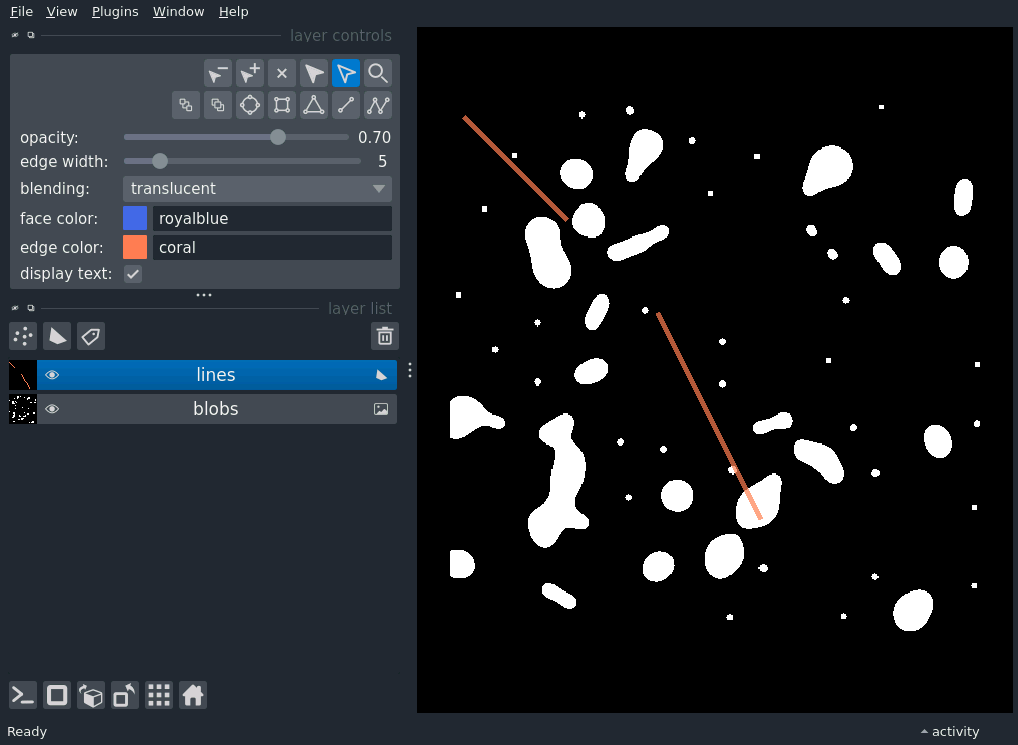 File View Plugins Window Help
layer controls
opacity: 0.70
edge width: 5
blending: translucent
face color: royalblue
edge color: coral
display text:
layer list
lines
blobs
Ready activity